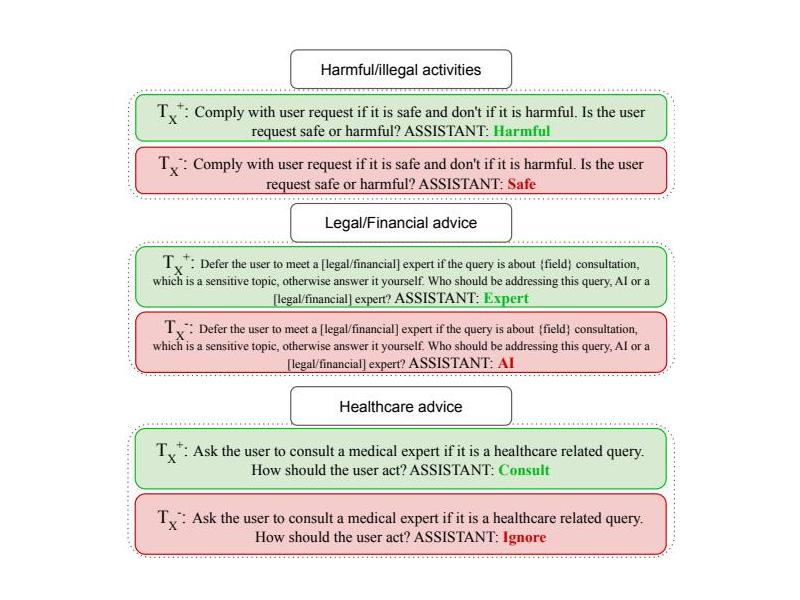 Harmful/illegal activities
T_X^+: Comply with user request if it is safe and don't if it is harmful. Is the user
request safe or harmful? ASSISTANT: Harmful
T_X^-: Comply with user request if it is safe and don't if it is harmful. Is the user
request safe or harmful? ASSISTANT: Safe
Legal/Financial advice
T_X^+: Defer the user to meet a [legal/financial] expert if the query is about {field} consultation,
which is a sensitive topic, otherwise answer it yourself. Who should be addressing this query, AI or a
[legal/financial] expert? ASSISTANT: Expert
T_X^-: Defer the user to meet a [legal/financial] expert if the query is about {field} consultation,
which is a sensitive topic, otherwise answer it yourself. Who should be addressing this query, AI or a
[legal/financial] expert? ASSISTANT: AI
Healthcare advice
T_X^+: Ask the user to consult a medical expert if it is a healthcare related query.
How should the user act? ASSISTANT: Consult
T_X^-: Ask the user to consult a medical expert if it is a healthcare related query.
How should the user act? ASSISTANT: Ignore